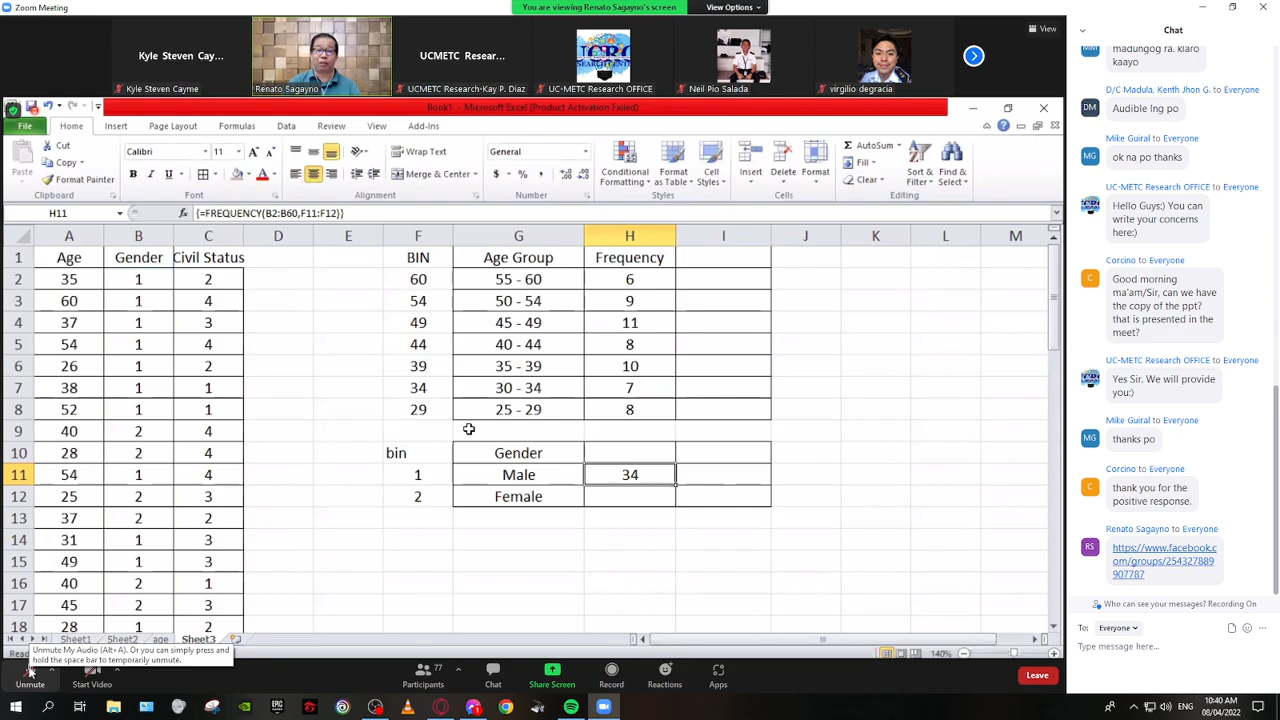 Zoom Meeting
You are viewing Renato Sagayno's screen
View Options
Kyle Steven Cay...
UCMETC Resear...
View
Kyle Steven Cayme
Renato Sagayno
UCMETC Research-Kay P. Diaz
UC-METC Research OFFICE
Neil Pio Salada
virgilio degracia
Book1 - Microsoft Excel (Product Activation Failed)
File Home Insert Page Layout Formulas Data Review View Add-Ins
Paste
Cut
Copy
Format Painter
Clipboard
Calibri 11
B I U
Font
Wrap Text
Merge & Center
Alignment
General
$ % ,
Number
Conditional Formatting
Format as Table
Cell Styles
Styles
Insert Delete Format
Cells
AutoSum
Fill
Clear
Sort & Filter
Find & Select
Editing
H11 fx {=FREQUENCY(B2:B60,F11:F12)}
A B C D E F G H I J K L M
1 Age Gender Civil Status BIN Age Group Frequency
2 35 1 2 60 55 - 60 6
3 60 1 4 54 50 - 54 9
4 37 1 3 49 45 - 49 11
5 54 1 4 44 40 - 44 8
6 26 1 2 39 35 - 39 10
7 38 1 1 34 30 - 34 7
8 52 1 1 29 25 - 29 8
9 40 2 4
10 28 2 4 bin Gender
11 54 1 4 1 Male 34
12 25 2 3 2 Female
13 37 2 2
14 31 1 3
15 49 1 3
16 40 2 1
17 45 2 3
18 28 1 2
Sheet1 Sheet2 age Sheet3
140%
Unmute My Audio (Alt+A). Or you can simply press and
hold the space bar to temporarily unmute.
Unmute
Start Video
77
Participants
Chat
Share Screen
Record
Reactions
Apps
Leave
Chat
MM
madungog ra. klaro
kaayo
D/C Madula, Kenth Jhon G. to Everyone
DM
Audible lng po
Mike Guiral to Everyone
MG
ok na po thanks
UC-METC Research OFFICE to Everyone
Hello Guys:) You can
write your concerns
here:)
Corcino to Everyone
C
Good morning
ma'am/Sir, can we have
the copy of the ppt?
that is presented in the
meet?
UC-METC Research OFFICE to Everyone
Yes Sir. We will provide
you:)
Mike Guiral to Everyone
MG
thanks po
Corcino to Everyone
C
thank you for the
positive response.
Renato Sagayno to Everyone
RS
https://www.facebook.c
om/groups/254327889
907787
Who can see your messages? Recording On
To: Everyone
Type message here...
EPIC
GAMES
ENG
10:40 AM
08/04/2022